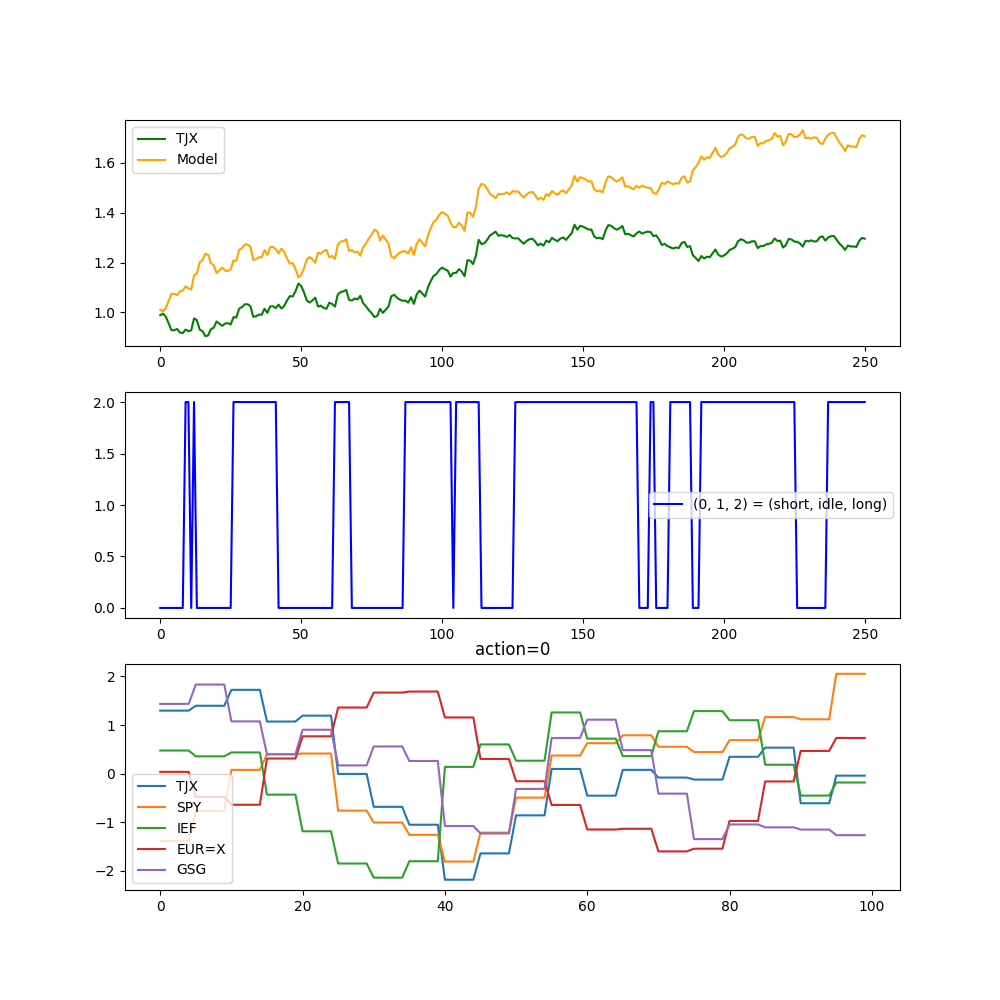 TJX
Model
1.6
1.4
1.2
1.0
0 50 100 150 200 250
2.0
1.5
1.0
0.5
0.0
(0, 1, 2) = (short, idle, long)
0 50 100 150 200 250
action=0
2
1
0
−1
−2
TJX
SPY
IEF
EUR=X
GSG
0 20 40 60 80 100